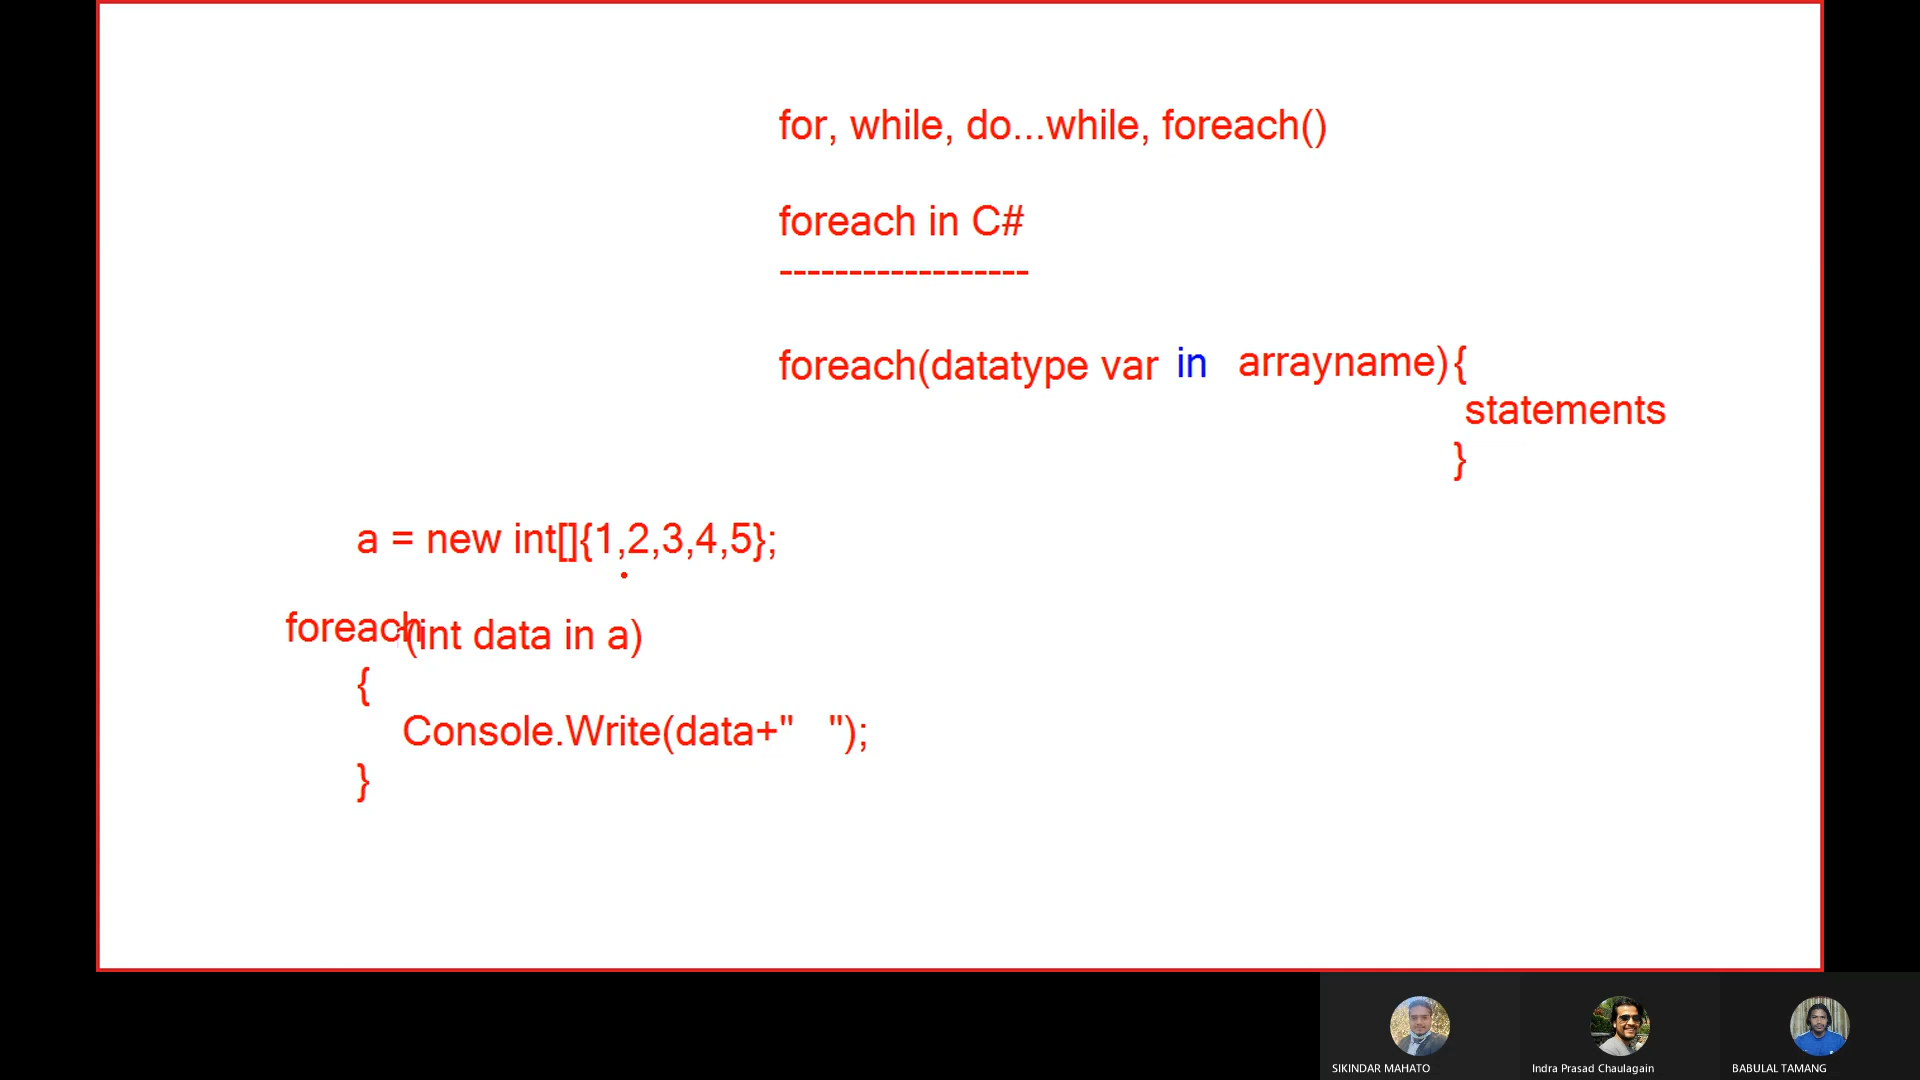 for, while, do...while, foreach()
foreach in C#
------------------
foreach(datatype var in arrayname){
statements
}
a = new int[]{1,2,3,4,5};
foreach(int data in a)
{
Console.Write(data+"   ");
}
SIKINDAR MAHATO
Indra Prasad Chaulagain
BABULAL TAMANG